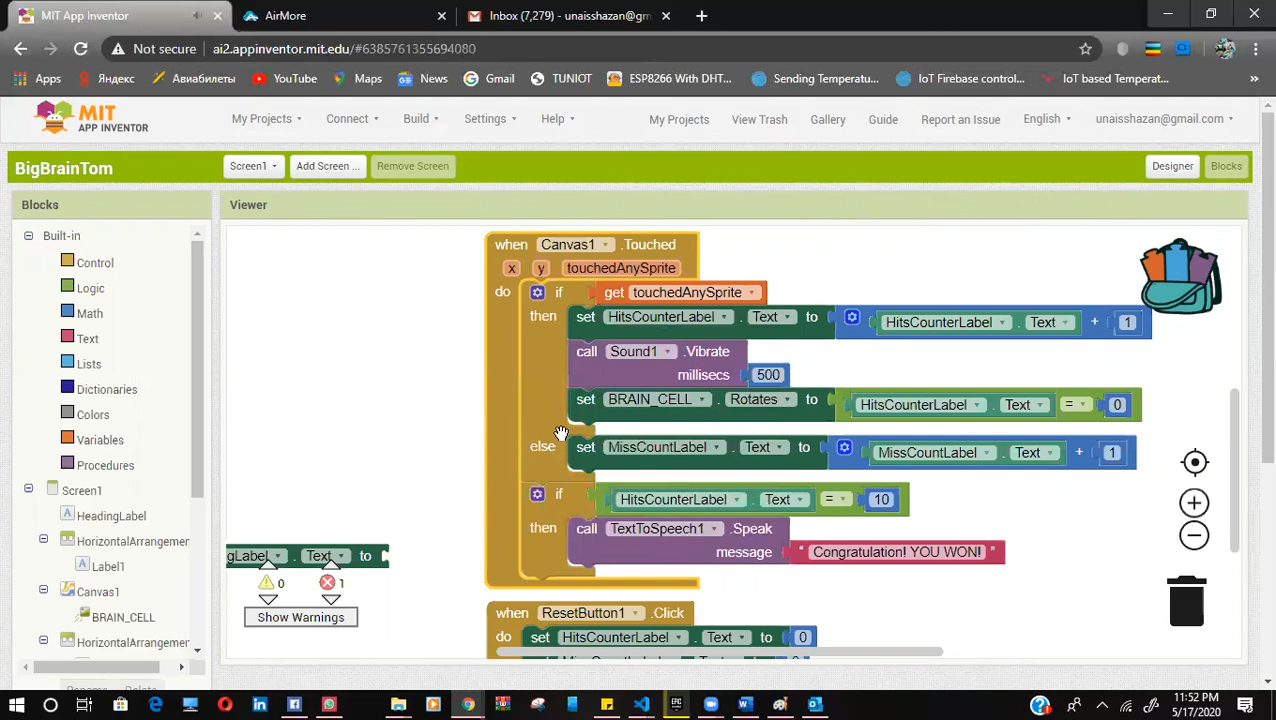 MIT App Inventor
AirMore
Inbox (7,279) - unaisshazan@gm
Not secure ai2.appinventor.mit.edu/#6385761355694080
Apps Яндекс Авиабилеты YouTube Maps News Gmail TUNIOT ESP8266 With DHT... Sending Temperatu... IoT Firebase control... IoT based Temperat...
MIT
APP INVENTOR
My Projects Connect Build Settings Help My Projects View Trash Gallery Guide Report an Issue English unaisshazan@gmail.com
BigBrainTom Screen1 Add Screen ... Remove Screen Designer Blocks
Blocks
Built-in
Control
Logic
Math
Text
Lists
Dictionaries
Colors
Variables
Procedures
Screen1
HeadingLabel
HorizontalArrangemen
Label1
Canvas1
BRAIN_CELL
HorizontalArrangemen
Rename Delete
Viewer
when Canvas1 .Touched
x y touchedAnySprite
do if get touchedAnySprite
then set HitsCounterLabel . Text to HitsCounterLabel . Text + 1
call Sound1 .Vibrate
millisecs 500
set BRAIN_CELL . Rotates to HitsCounterLabel . Text = 0
else set MissCountLabel . Text to MissCountLabel . Text + 1
if HitsCounterLabel . Text = 10
then call TextToSpeech1 .Speak
message " Congratulation! YOU WON! "
gLabel . Text to
0 1
Show Warnings
when ResetButton1 .Click
do set HitsCounterLabel . Text to 0
11:52 PM
5/17/2020